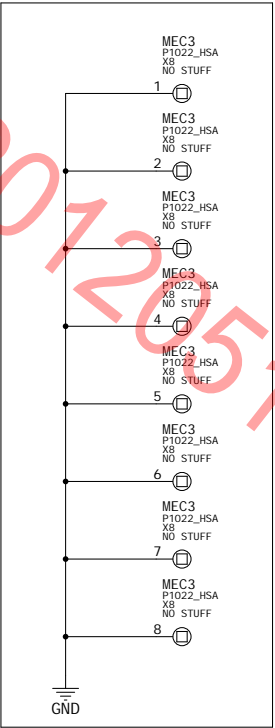 MEC3
P1022_HSA
X8
NO STUFF
1
MEC3
P1022_HSA
X8
NO STUFF
2
MEC3
P1022_HSA
X8
NO STUFF
3
MEC3
P1022_HSA
X8
NO STUFF
4
MEC3
P1022_HSA
X8
NO STUFF
5
MEC3
P1022_HSA
X8
NO STUFF
6
MEC3
P1022_HSA
X8
NO STUFF
7
MEC3
P1022_HSA
X8
NO STUFF
8
GND